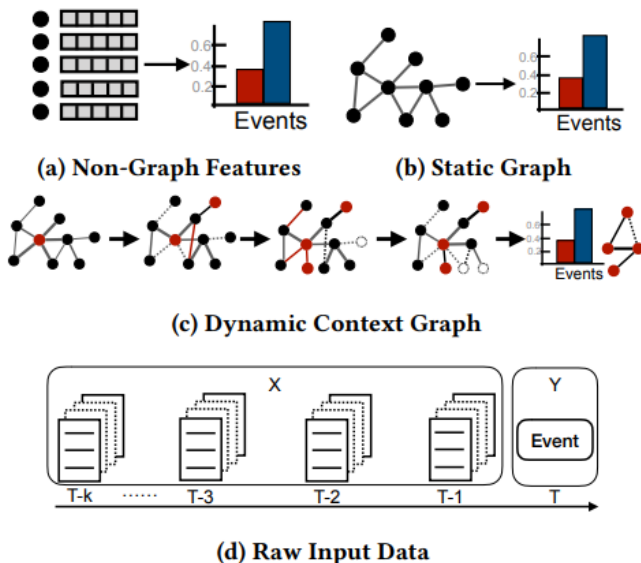 0.6
0.4
0.2
Events
(a) Non-Graph Features
0.6
0.4
0.2
Events
(b) Static Graph
0.6
0.4
0.2
Events
(c) Dynamic Context Graph
X
Y
Event
T-k ........ T-3 T-2 T-1 T
(d) Raw Input Data